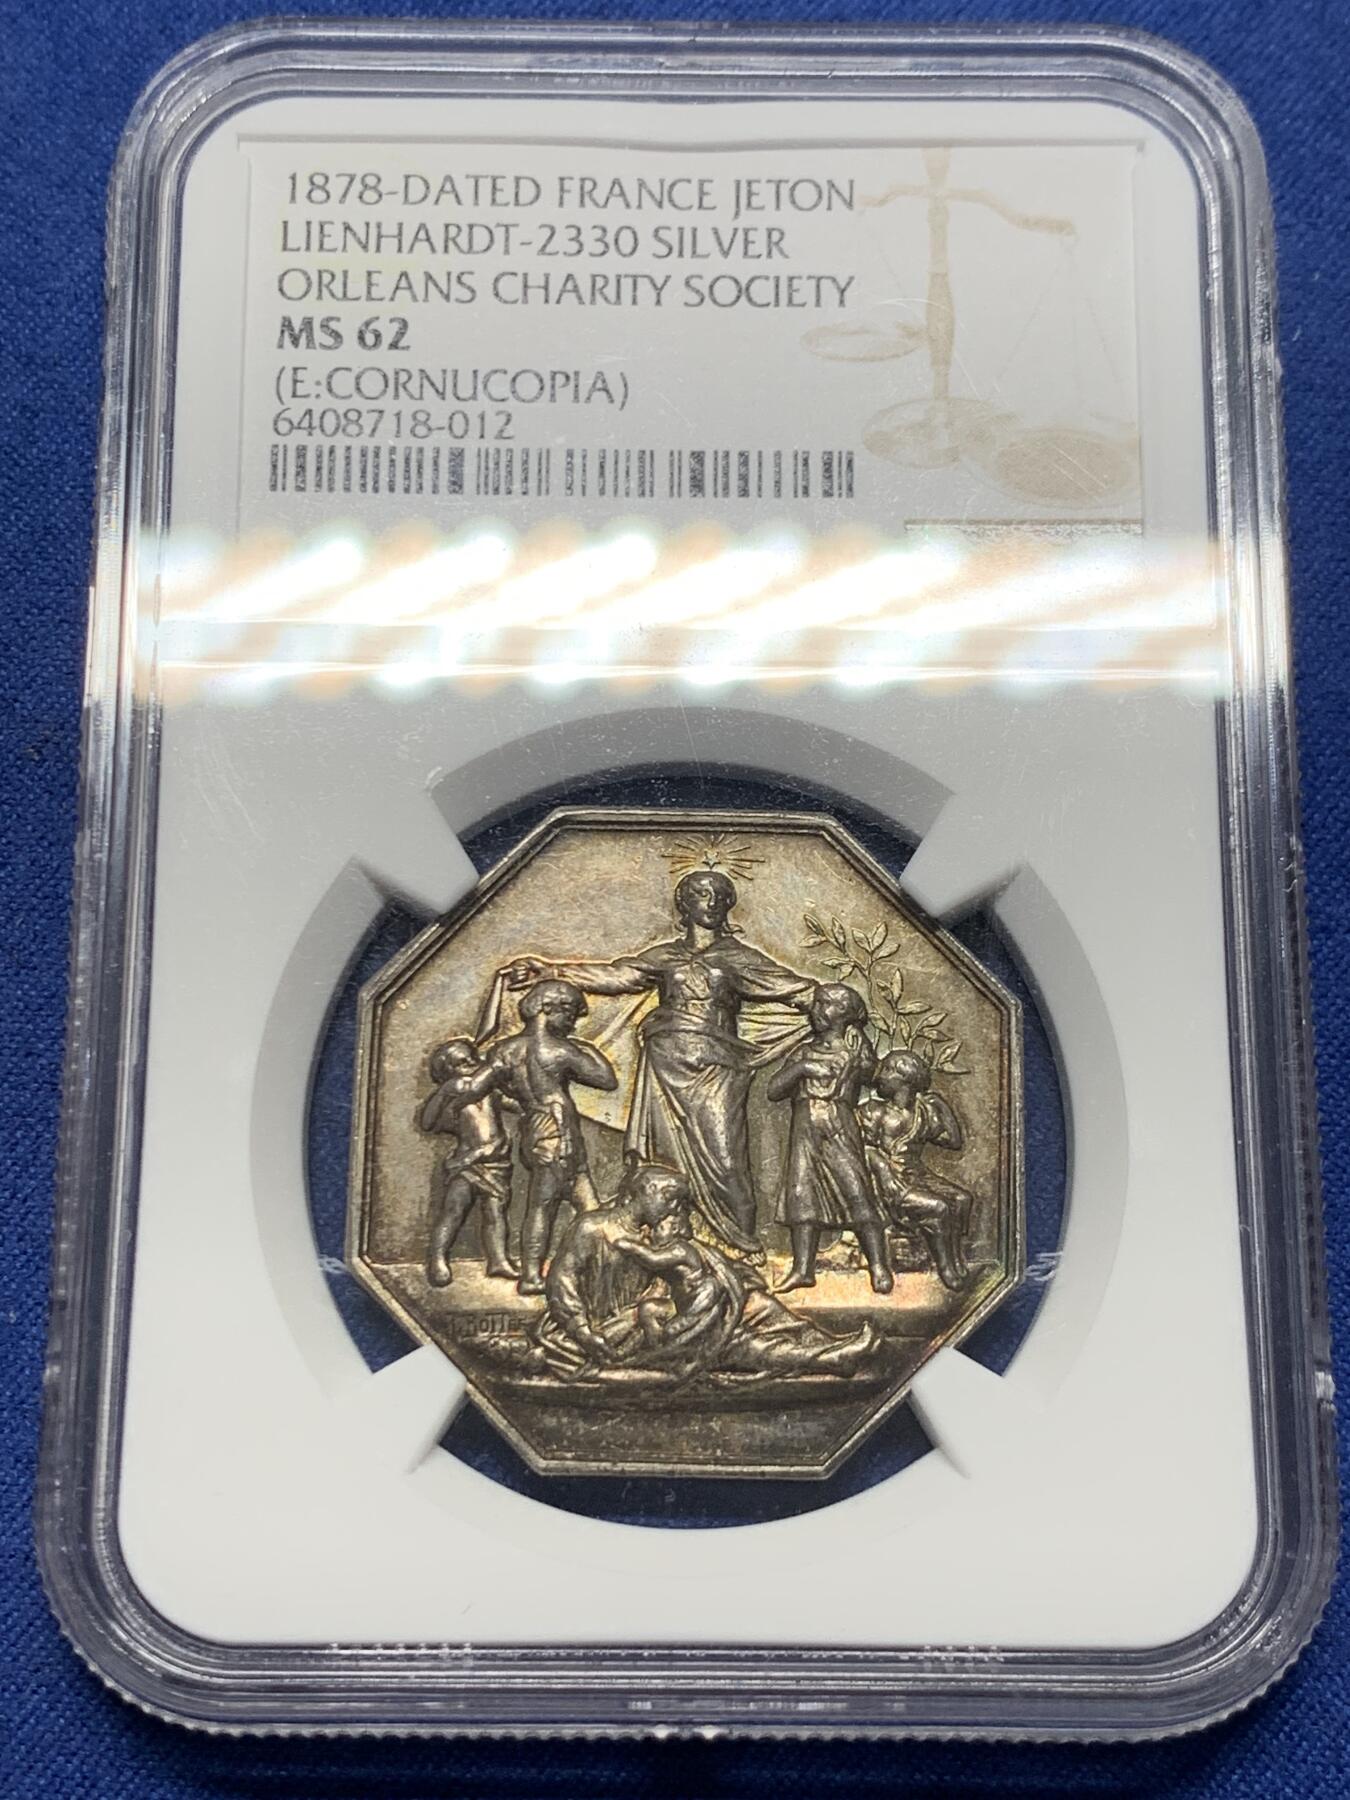 1878-DATED FRANCE JETON
LIENHARDT-2330 SILVER
ORLEANS CHARITY SOCIETY
MS 62
(E:CORNUCOPIA)
6408718-012